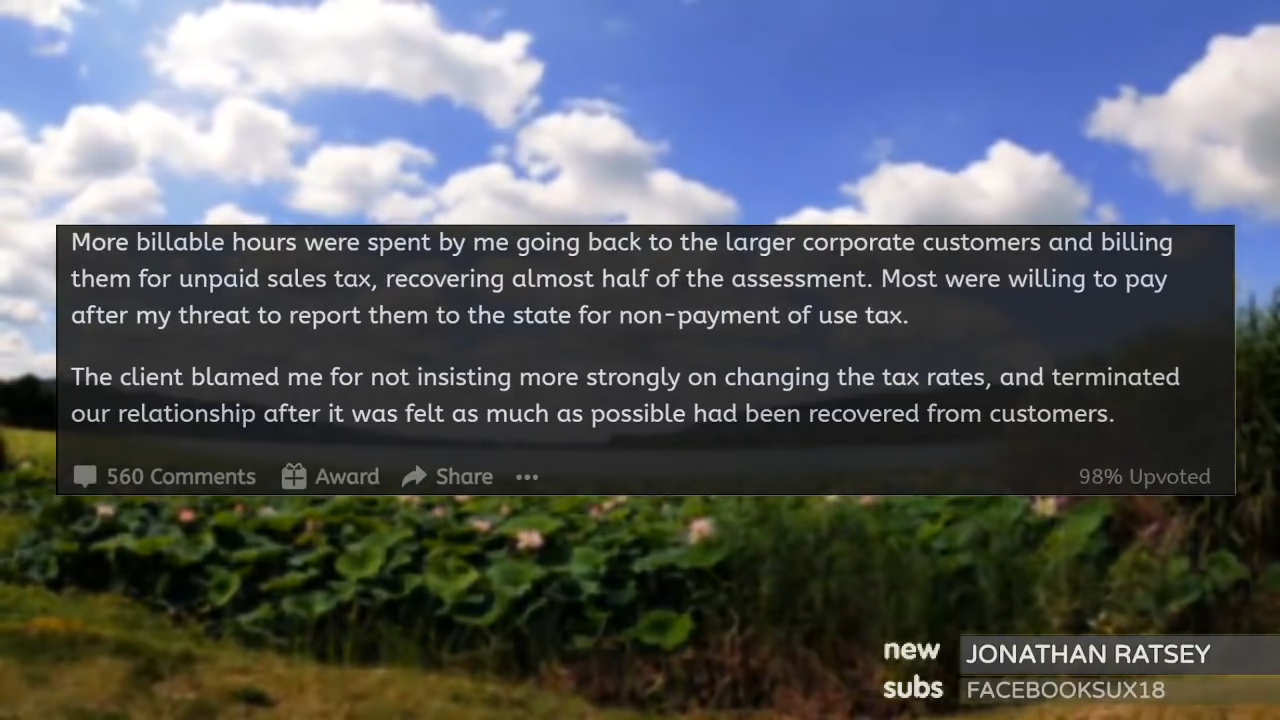 More billable hours were spent by me going back to the larger corporate customers and billing
them for unpaid sales tax, recovering almost half of the assessment. Most were willing to pay
after my threat to report them to the state for non-payment of use tax.
The client blamed me for not insisting more strongly on changing the tax rates, and terminated
our relationship after it was felt as much as possible had been recovered from customers.
560 Comments Award Share ••• 98% Upvoted
new JONATHAN RATSEY
subs FACEBOOKSUX18